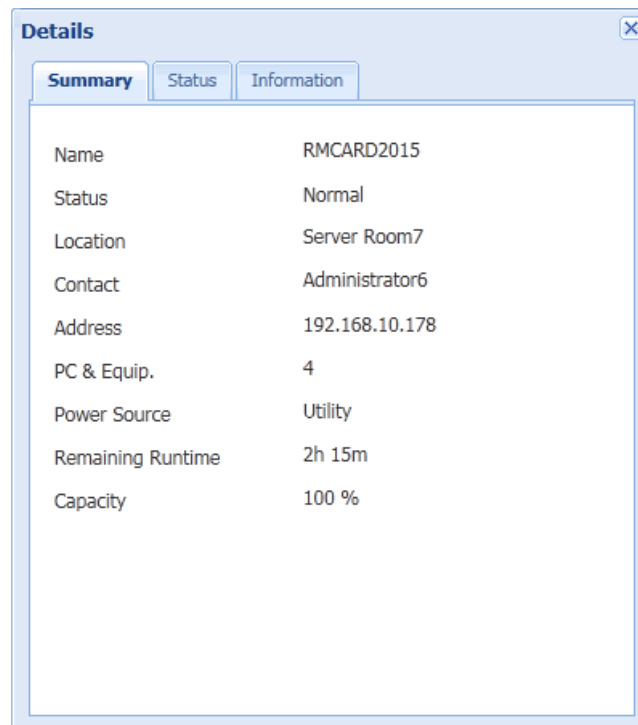 Details
Summary Status Information
Name RMCARD2015
Status Normal
Location Server Room7
Contact Administrator6
Address 192.168.10.178
PC & Equip. 4
Power Source Utility
Remaining Runtime 2h 15m
Capacity 100 %